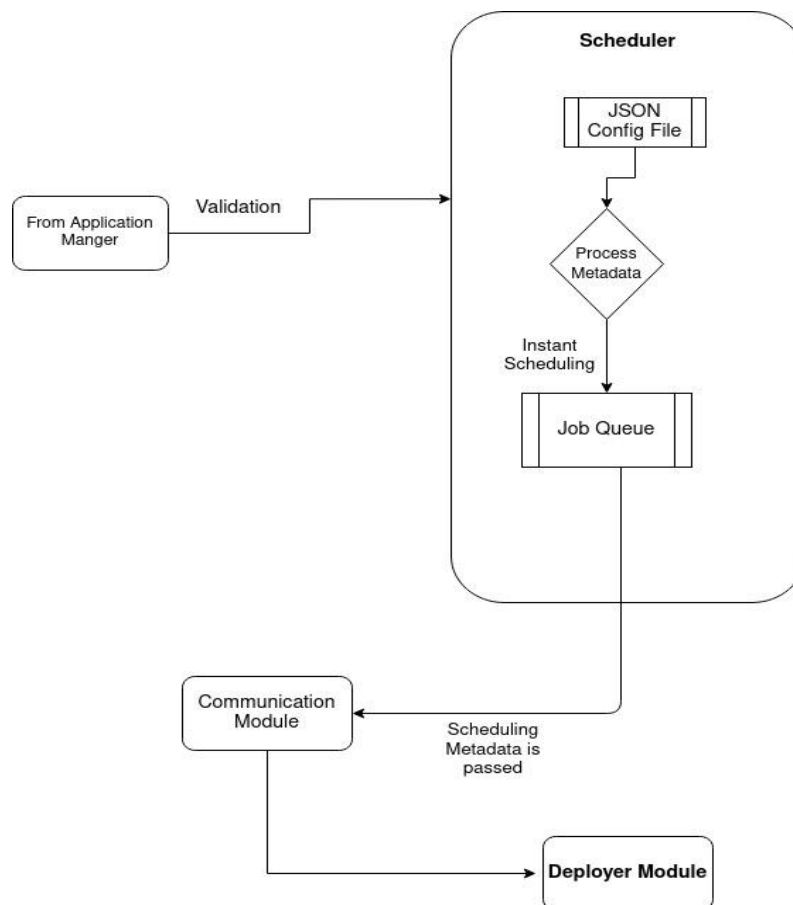 Scheduler
JSON
Config File
Validation
From Application
Manger
Process
Metadata
Instant
Scheduling
Job Queue
Communication
Module
Scheduling
Metadata is
passed
Deployer Module